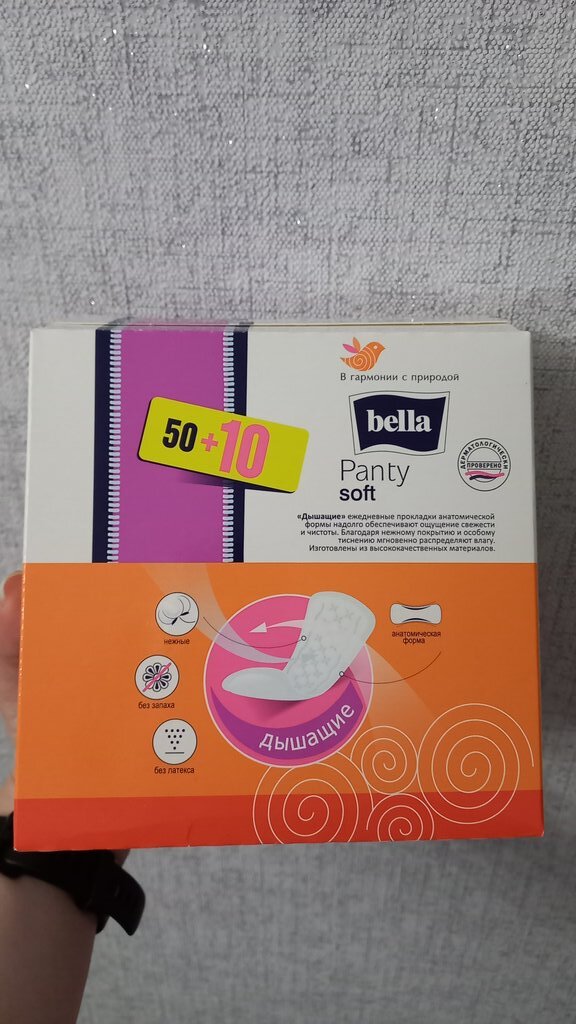 В гармонии с природой
bella
50+10
Panty
soft
ДЕРМАТОЛОГИЧЕСКИ
ПРОВЕРЕНО
«Дышащие» ежедневные прокладки анатомической
формы надолго обеспечивают ощущение свежести
и чистоты. Благодаря нежному покрытию и особому
тиснению мгновенно распределяют влагу.
Изготовлены из высококачественных материалов.
нежные
анатомическая
форма
без запаха
дышащие
без латекса